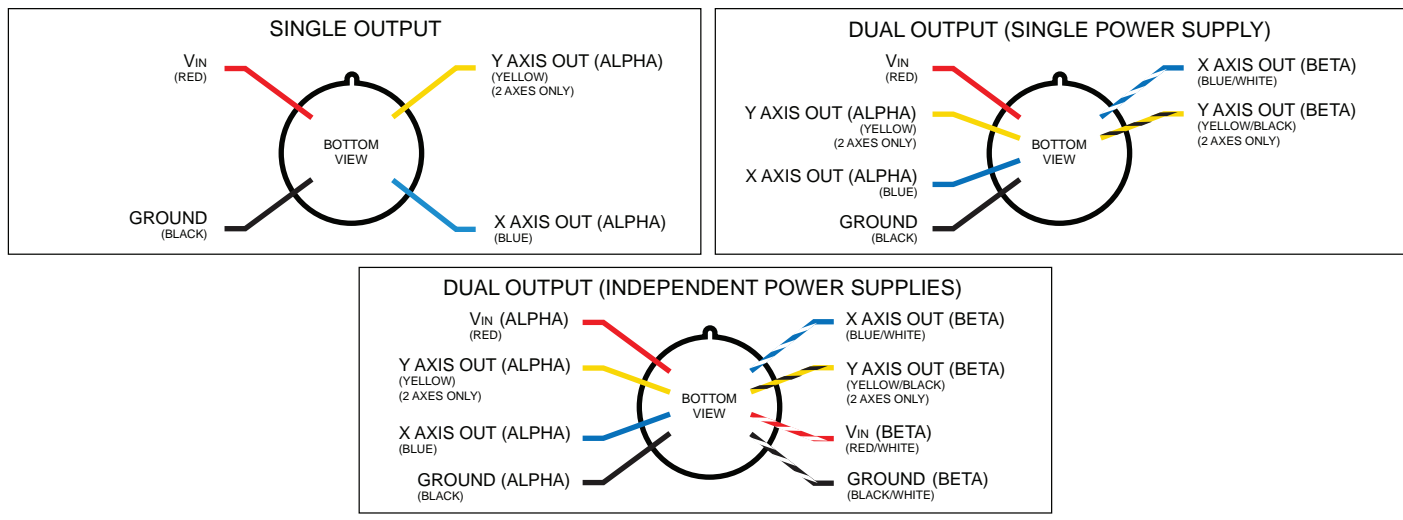 SINGLE OUTPUT
VIN
(RED)
Y AXIS OUT (ALPHA)
(YELLOW)
(2 AXES ONLY)
BOTTOM
VIEW
GROUND
(BLACK)
X AXIS OUT (ALPHA)
(BLUE)
DUAL OUTPUT (SINGLE POWER SUPPLY)
VIN
(RED)
X AXIS OUT (BETA)
(BLUE/WHITE)
Y AXIS OUT (ALPHA)
(YELLOW)
(2 AXES ONLY)
Y AXIS OUT (BETA)
(YELLOW/BLACK)
(2 AXES ONLY)
BOTTOM
VIEW
X AXIS OUT (ALPHA)
(BLUE)
GROUND
(BLACK)
DUAL OUTPUT (INDEPENDENT POWER SUPPLIES)
VIN (ALPHA)
(RED)
X AXIS OUT (BETA)
(BLUE/WHITE)
Y AXIS OUT (ALPHA)
(YELLOW)
(2 AXES ONLY)
Y AXIS OUT (BETA)
(YELLOW/BLACK)
(2 AXES ONLY)
BOTTOM
VIEW
X AXIS OUT (ALPHA)
(BLUE)
VIN (BETA)
(RED/WHITE)
GROUND (ALPHA)
(BLACK)
GROUND (BETA)
(BLACK/WHITE)